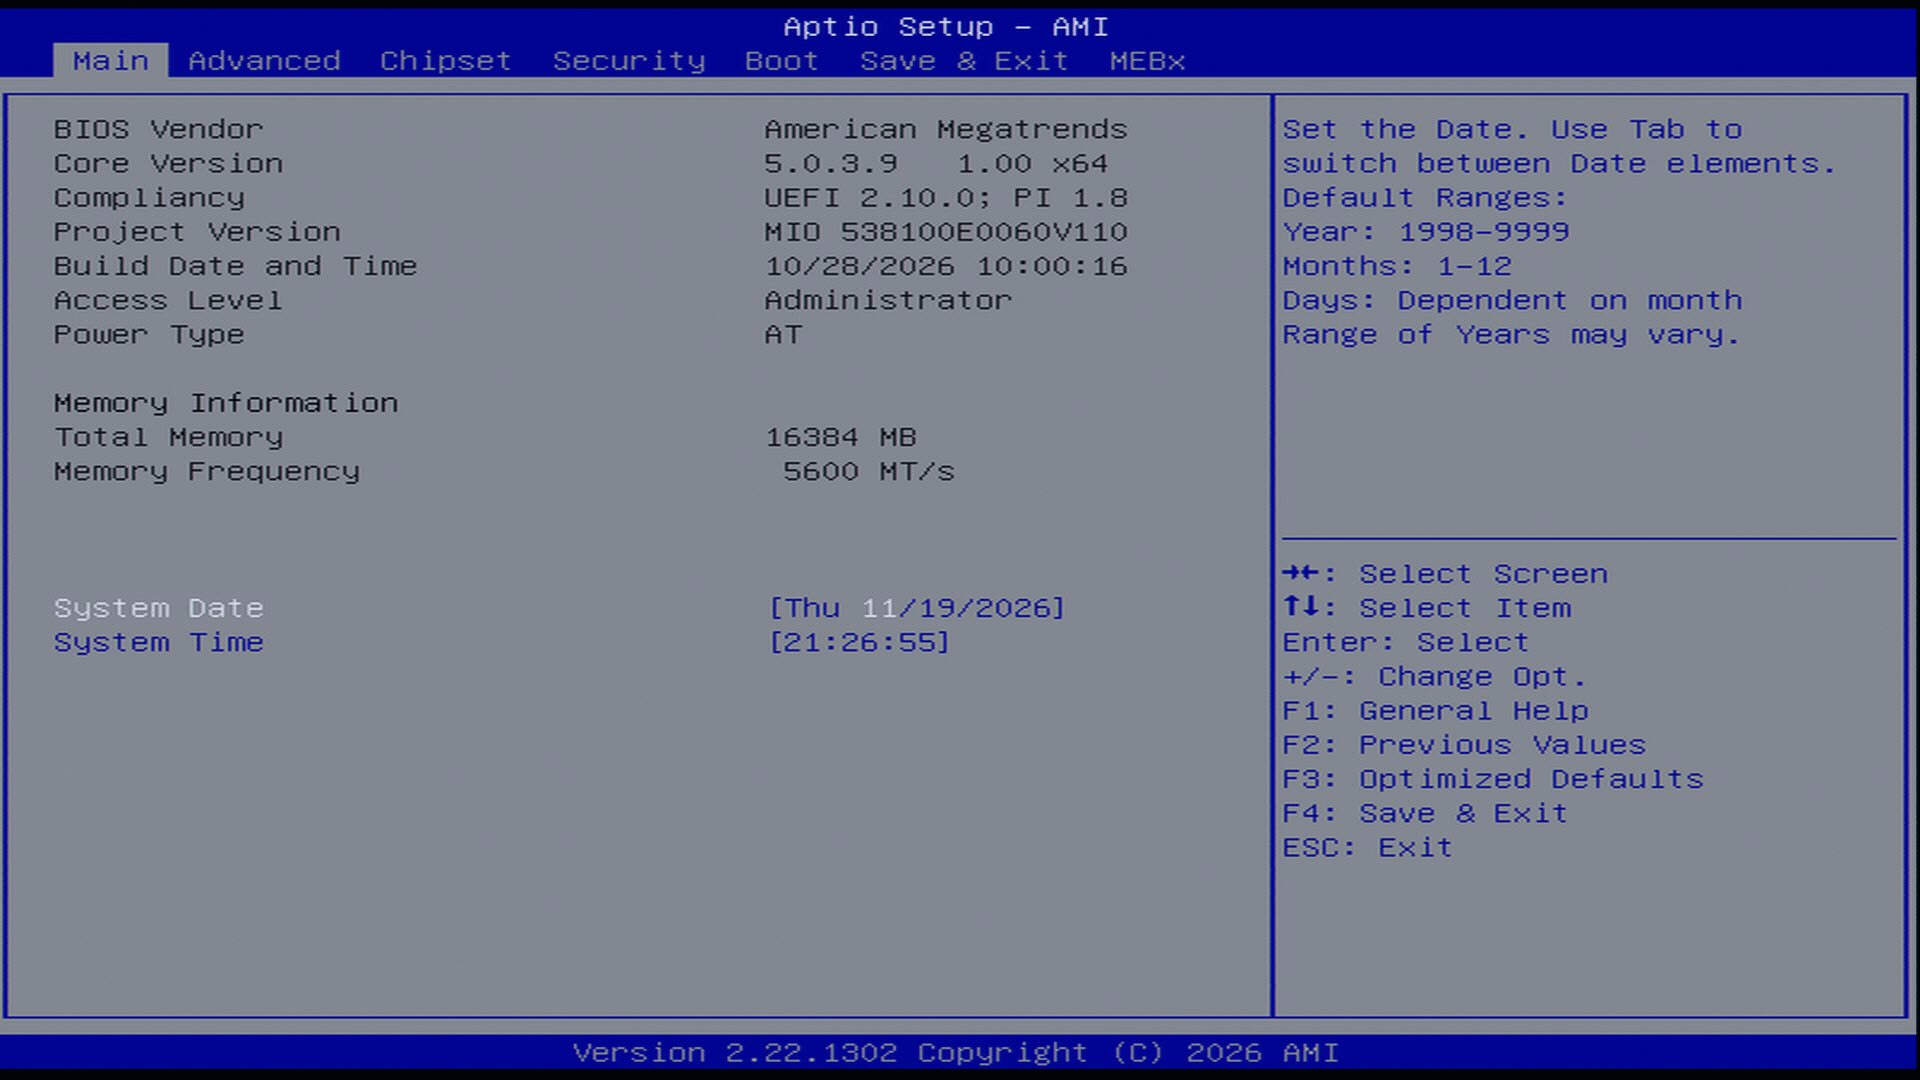 Aptio Setup – AMI
Main Advanced Chipset Security Boot Save & Exit MEBx
BIOS Vendor American Megatrends
Core Version 5.0.3.9 1.00 x64
Compliancy UEFI 2.10.0; PI 1.8
Project Version MIO 538100E0060V110
Build Date and Time 10/28/2026 10:00:16
Access Level Administrator
Power Type AT
Memory Information
Total Memory 16384 MB
Memory Frequency 5600 MT/s
System Date [Thu 11/19/2026]
System Time [21:26:55]
Set the Date. Use Tab to
switch between Date elements.
Default Ranges:
Year: 1998–9999
Months: 1–12
Days: Dependent on month
Range of Years may vary.
→←: Select Screen
↑↓: Select Item
Enter: Select
+/–: Change Opt.
F1: General Help
F2: Previous Values
F3: Optimized Defaults
F4: Save & Exit
ESC: Exit
Version 2.22.1302 Copyright (C) 2026 AMI